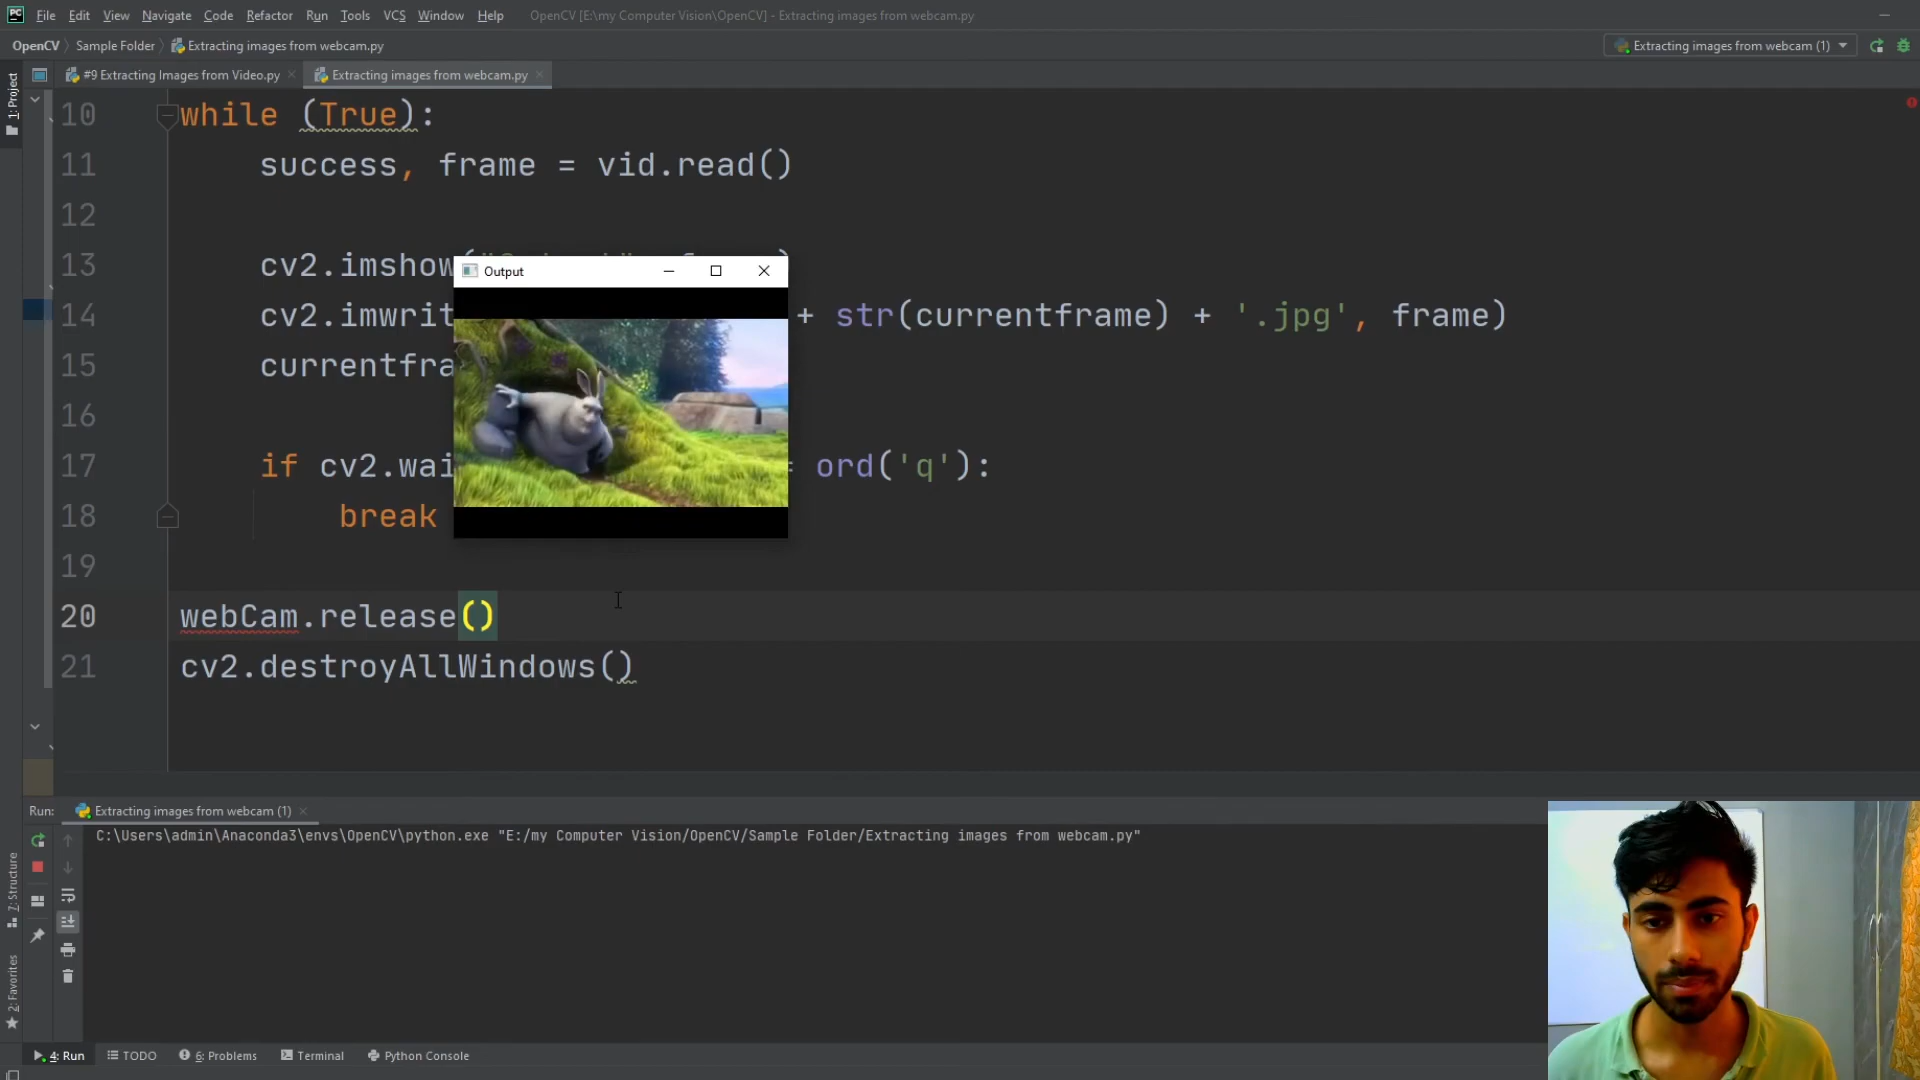 PC File Edit View Navigate Code Refactor Run Tools VCS Window Help OpenCV [E:\my Computer Vision\OpenCV] - Extracting images from webcam.py
OpenCV Sample Folder Extracting images from webcam.py Extracting images from webcam (1)
#9 Extracting Images from Video.py Extracting images from webcam.py
1: Project
10 while (True):
11 success, frame = vid.read()
12
13 cv2.imshow(
14 cv2.imwrit + str(currentframe) + '.jpg', frame)
15 currentfra
16
17 if cv2.wai = ord('q'):
18 break
19
20 webCam.release()
21 cv2.destroyAllWindows()
Output
Run: Extracting images from webcam (1)
C:\Users\admin\Anaconda3\envs\OpenCV\python.exe "E:/my Computer Vision/OpenCV/Sample Folder/Extracting images from webcam.py"
7: Structure
2: Favorites
4: Run TODO 6: Problems Terminal Python Console